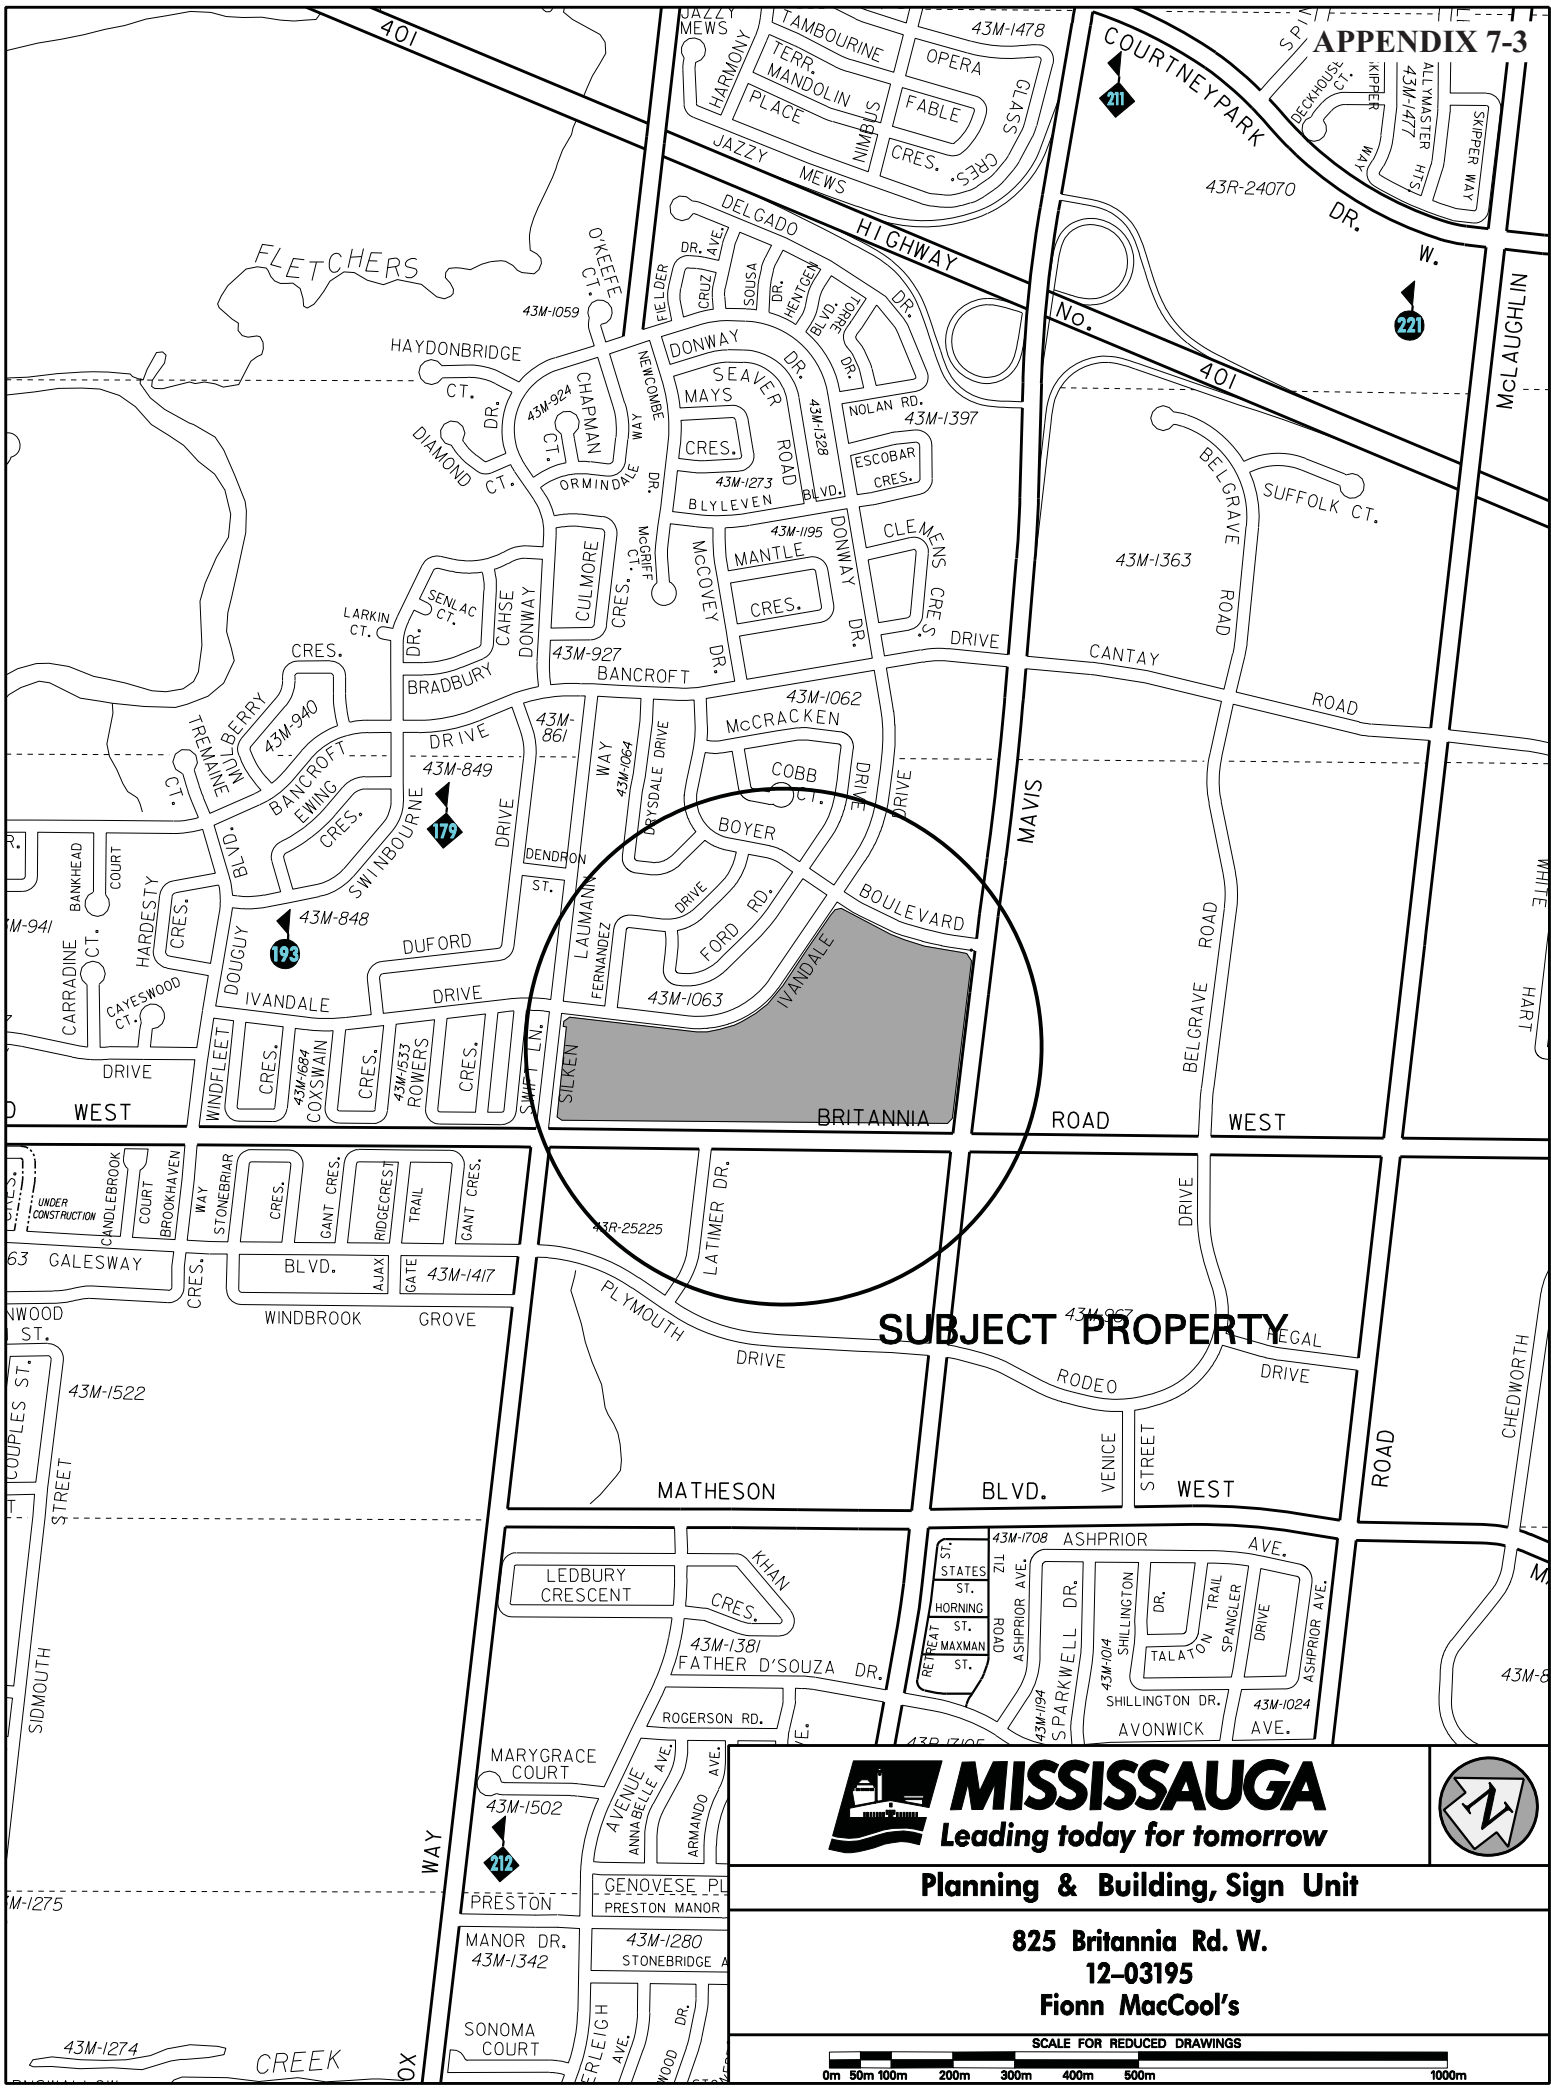 APPENDIX 7-3
401
JAZZY
MEWS
HARMONY
TAMBOURINE
TERR.
MANDOLIN
PLACE
43M-1478
OPERA
GLASS
CRES.
FABLE
NIMBUS
CRES.
JAZZY
MEWS
COURTNEYPARK
DR.
W.
211
DECKHOUSE
CT.
SKIPPER
WAY
43M-1477
HTS
SKIPPER WAY
43R-24070
221
McLAUGHLIN
HIGHWAY
No.
401
FLETCHERS
O'KEEFE
CT.
43M-1059
DELGADO
DR.
FIELDER
DR.
AVE.
CRUZ
SOUSA
DR.
HENTGEN
BLVD.
TORRE
DR.
HAYDONBRIDGE
CT.
DR.
43M-924
CHAPMAN
CT.
NEWCOMBE
WAY
DR.
DONWAY
DR.
SEAVER
ROAD
MAYS
CRES.
43M-1328
NOLAN RD.
43M-1397
ESCOBAR
CRES.
DIAMOND
CT.
ORMINDALE
43M-1273
BLYLEVEN
BLVD.
43M-1195
DONWAY
DR.
CLEMENS
CRES.
MANTLE
CRES.
McCOVEY
DR.
McGRIFF
CT.
CULMORE
CRES.
BELGRAVE
ROAD
SUFFOLK CT.
43M-1363
LARKIN
CT.
SENLAC
CT.
DR.
CAHSE
DONWAY
43M-927
BANCROFT
DRIVE
CANTAY
ROAD
CRES.
BRADBURY
MULBERRY
43M-940
TREMAINE
CT.
BANCROFT
DRIVE
43M-861
WAY
43M-1064
DRYSDALE DRIVE
43M-1062
McCRACKEN
DRIVE
DRIVE
COBB
CT.
43M-849
179
EWING
CRES.
SWINBOURNE
DRIVE
BOYER
MAVIS
BLVD.
BANKHEAD
COURT
HARDESTY
CRES.
43M-848
193
DENDRON
ST.
LAUMANN
DRIVE
FORD RD.
BOULEVARD
FERNANDEZ
DUFORD
DOUGUY
IVANDALE
DRIVE
43M-1063
IVANDALE
BELGRAVE ROAD
WHITE
HART
CARRADINE
CT.
CAYESWOOD
CT.
DRIVE
WEST
WINDFLEET
CRES.
43M-1684
COXSWAIN
CRES.
43M-1533
ROWERS
CRES.
SWIFT LN.
SILKEN
BRITANNIA
ROAD
WEST
UNDER
CONSTRUCTION
CANDLEBROOK
COURT
BROOKHAVEN
WAY
STONEBRIAR
CRES.
GANT CRES.
RIDGECREST
TRAIL
GANT CRES.
43R-25225
LATIMER DR.
DRIVE
GALESWAY
CRES.
BLVD.
AJAX
GATE
43M-1417
WINDBROOK
GROVE
PLYMOUTH
DRIVE
43M-967
SUBJECT PROPERTY
REGAL
DRIVE
RODEO
VENICE
STREET
CHEDWORTH
ROAD
43M-1522
STREET
SIDMOUTH
MATHESON
BLVD.
WEST
LEDBURY
CRESCENT
KHAN
CRES.
43M-1381
FATHER D'SOUZA DR.
43M-1708
ASHPRIOR
AVE.
ST.
STATES
ST.
HORNING
ST.
MAXMAN
ST.
RETREAT
TIZ
ROAD
ASHPRIOR AVE.
SPARKWELL DR.
43M-1014
SHILLINGTON
DR.
TALATON
TRAIL
SPANGLER
DRIVE
ASHPRIOR AVE.
43M-1194
SHILLINGTON DR.
43M-1024
AVONWICK
AVE.
ROGERSON RD.
MARYGRACE
COURT
43M-1502
212
AVENUE
ANNABELLE AVE.
ARMANDO
AVE.
WAY
PRESTON
GENOVESE PL
PRESTON MANOR
MANOR DR.
43M-1342
43M-1280
STONEBRIDGE A
SONOMA
COURT
AVE.
DR.
43M-1274
CREEK
MISSISSAUGA
Leading today for tomorrow
N
Planning & Building, Sign Unit
825 Britannia Rd. W.
12-03195
Fionn MacCool's
SCALE FOR REDUCED DRAWINGS
0m 50m 100m 200m 300m 400m 500m 1000m